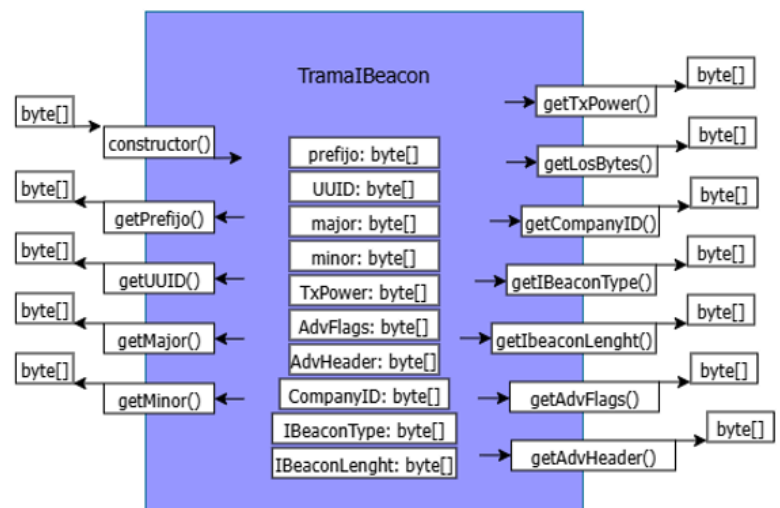 TramaIBeacon
byte[]
constructor()
byte[]
getPrefijo()
byte[]
getUUID()
byte[]
getMajor()
byte[]
getMinor()
prefijo: byte[]
UUID: byte[]
major: byte[]
minor: byte[]
TxPower: byte[]
AdvFlags: byte[]
AdvHeader: byte[]
CompanyID: byte[]
IBeaconType: byte[]
IBeaconLenght: byte[]
byte[]
getTxPower()
byte[]
getLosBytes()
byte[]
getCompanyID()
byte[]
getIBeaconType()
byte[]
getIbeaconLenght()
byte[]
getAdvFlags()
byte[]
getAdvHeader()